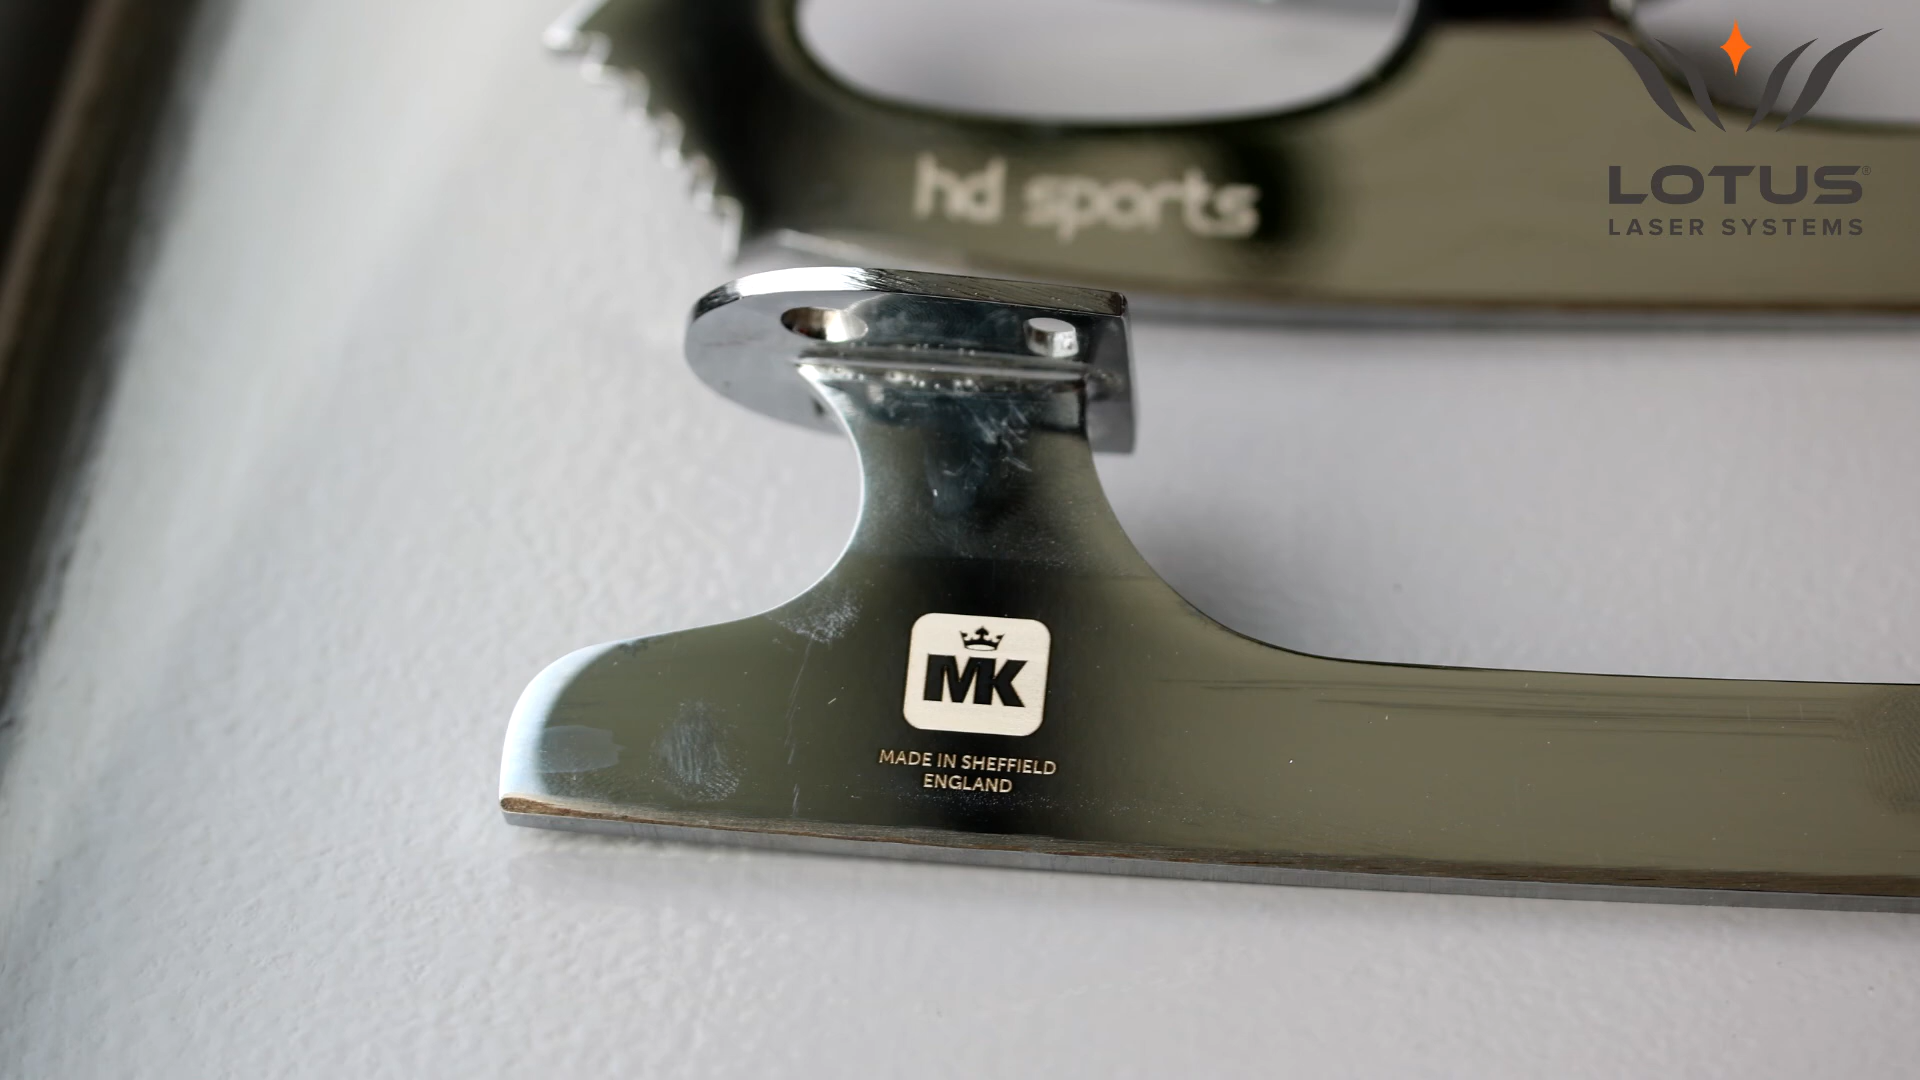 hd sports
LOTUS®
LASER SYSTEMS
MK
MADE IN SHEFFIELD
ENGLAND